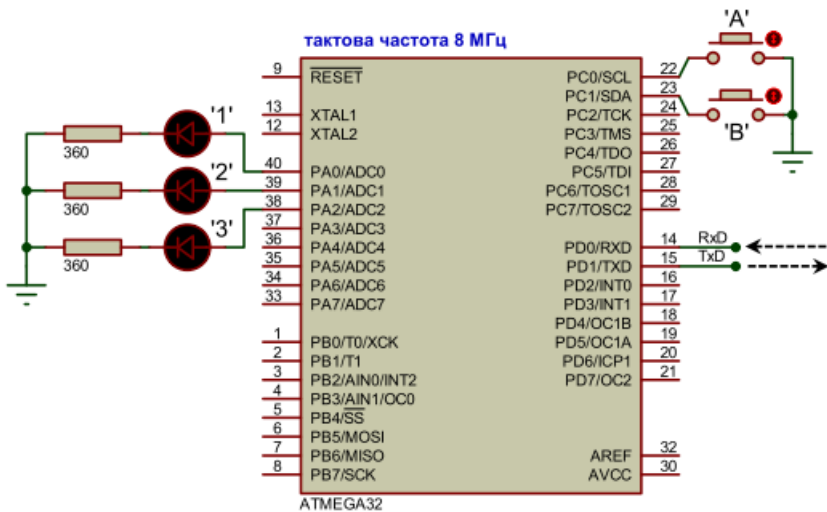 тактова частота 8 МГц
'A'
'B'
'1'
360
'2'
360
'3'
360
9 RESET
13 XTAL1
12 XTAL2
40 PA0/ADC0
39 PA1/ADC1
38 PA2/ADC2
37 PA3/ADC3
36 PA4/ADC4
35 PA5/ADC5
34 PA6/ADC6
33 PA7/ADC7
1 PB0/T0/XCK
2 PB1/T1
3 PB2/AIN0/INT2
4 PB3/AIN1/OC0
5 PB4/SS
6 PB5/MOSI
7 PB6/MISO
8 PB7/SCK
PC0/SCL 22
PC1/SDA 23
PC2/TCK 24
PC3/TMS 25
PC4/TDO 26
PC5/TDI 27
PC6/TOSC1 28
PC7/TOSC2 29
PD0/RXD 14 RxD
PD1/TXD 15 TxD
PD2/INT0 16
PD3/INT1 17
PD4/OC1B 18
PD5/OC1A 19
PD6/ICP1 20
PD7/OC2 21
AREF 32
AVCC 30
ATMEGA32